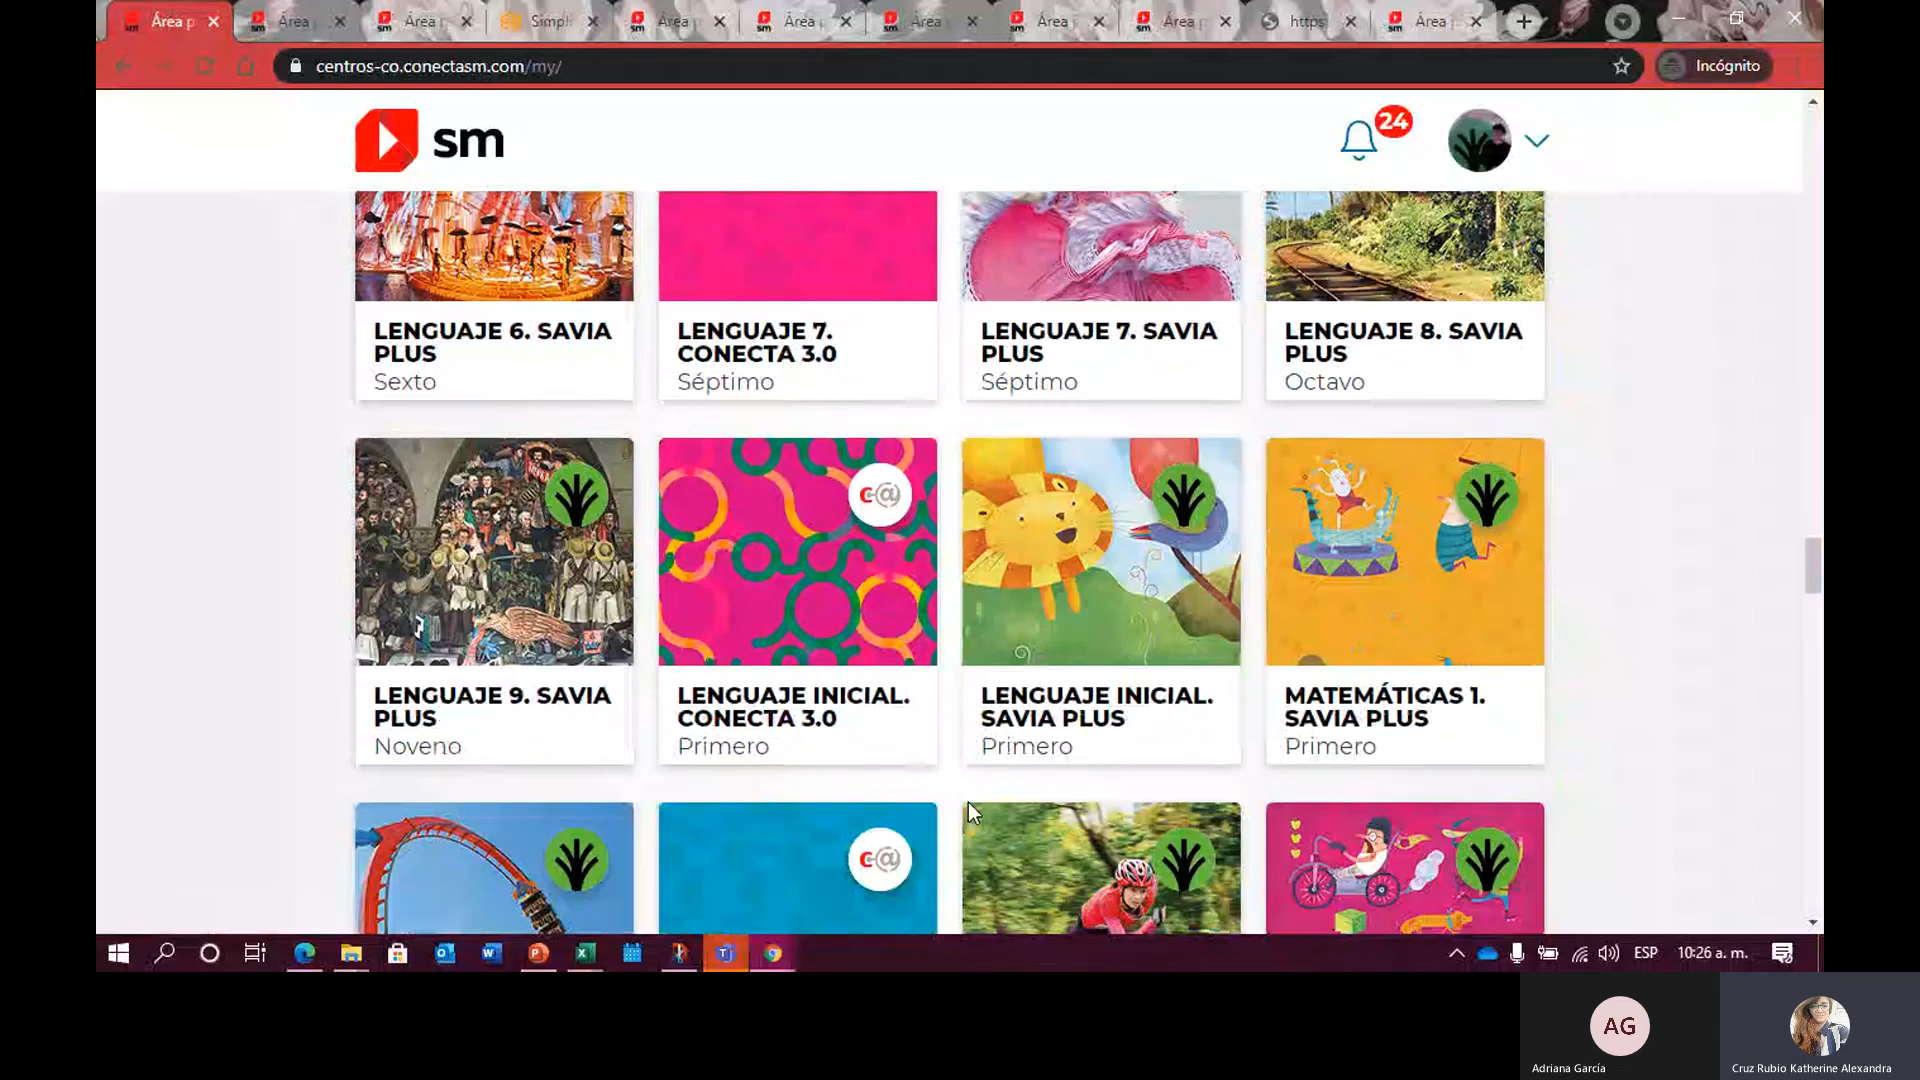 Área p
Área p
Área p
Simpl
Área p
Área p
Área
Área p
Área p
https
Área p
centros-co.conectasm.com/my/
Incógnito
sm
24
LENGUAJE 6. SAVIA
PLUS
Sexto
LENGUAJE 7.
CONECTA 3.0
Séptimo
LENGUAJE 7. SAVIA
PLUS
Séptimo
LENGUAJE 8. SAVIA
PLUS
Octavo
c@
LENGUAJE 9. SAVIA
PLUS
Noveno
LENGUAJE INICIAL.
CONECTA 3.0
Primero
LENGUAJE INICIAL.
SAVIA PLUS
Primero
MATEMÁTICAS 1.
SAVIA PLUS
Primero
c@
ESP
10:26 a. m.
AG
Adriana García
Cruz Rubio Katherine Alexandra